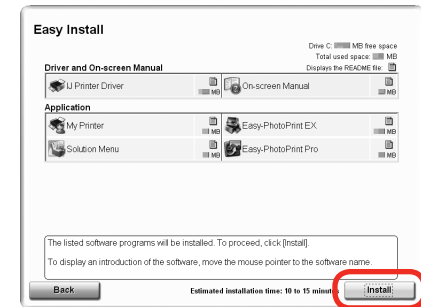 Easy Install
Drive C: MB free space
Total used space: MB
Driver and On-screen Manual Displays the README file:
IJ Printer Driver MB On-screen Manual MB
Application
My Printer MB Easy-PhotoPrint EX MB
Solution Menu MB Easy-PhotoPrint Pro MB
The listed software programs will be installed. To proceed, click [Install].
To display an introduction of the software, move the mouse pointer to the software name.
Back Estimated installation time: 10 to 15 minutes Install